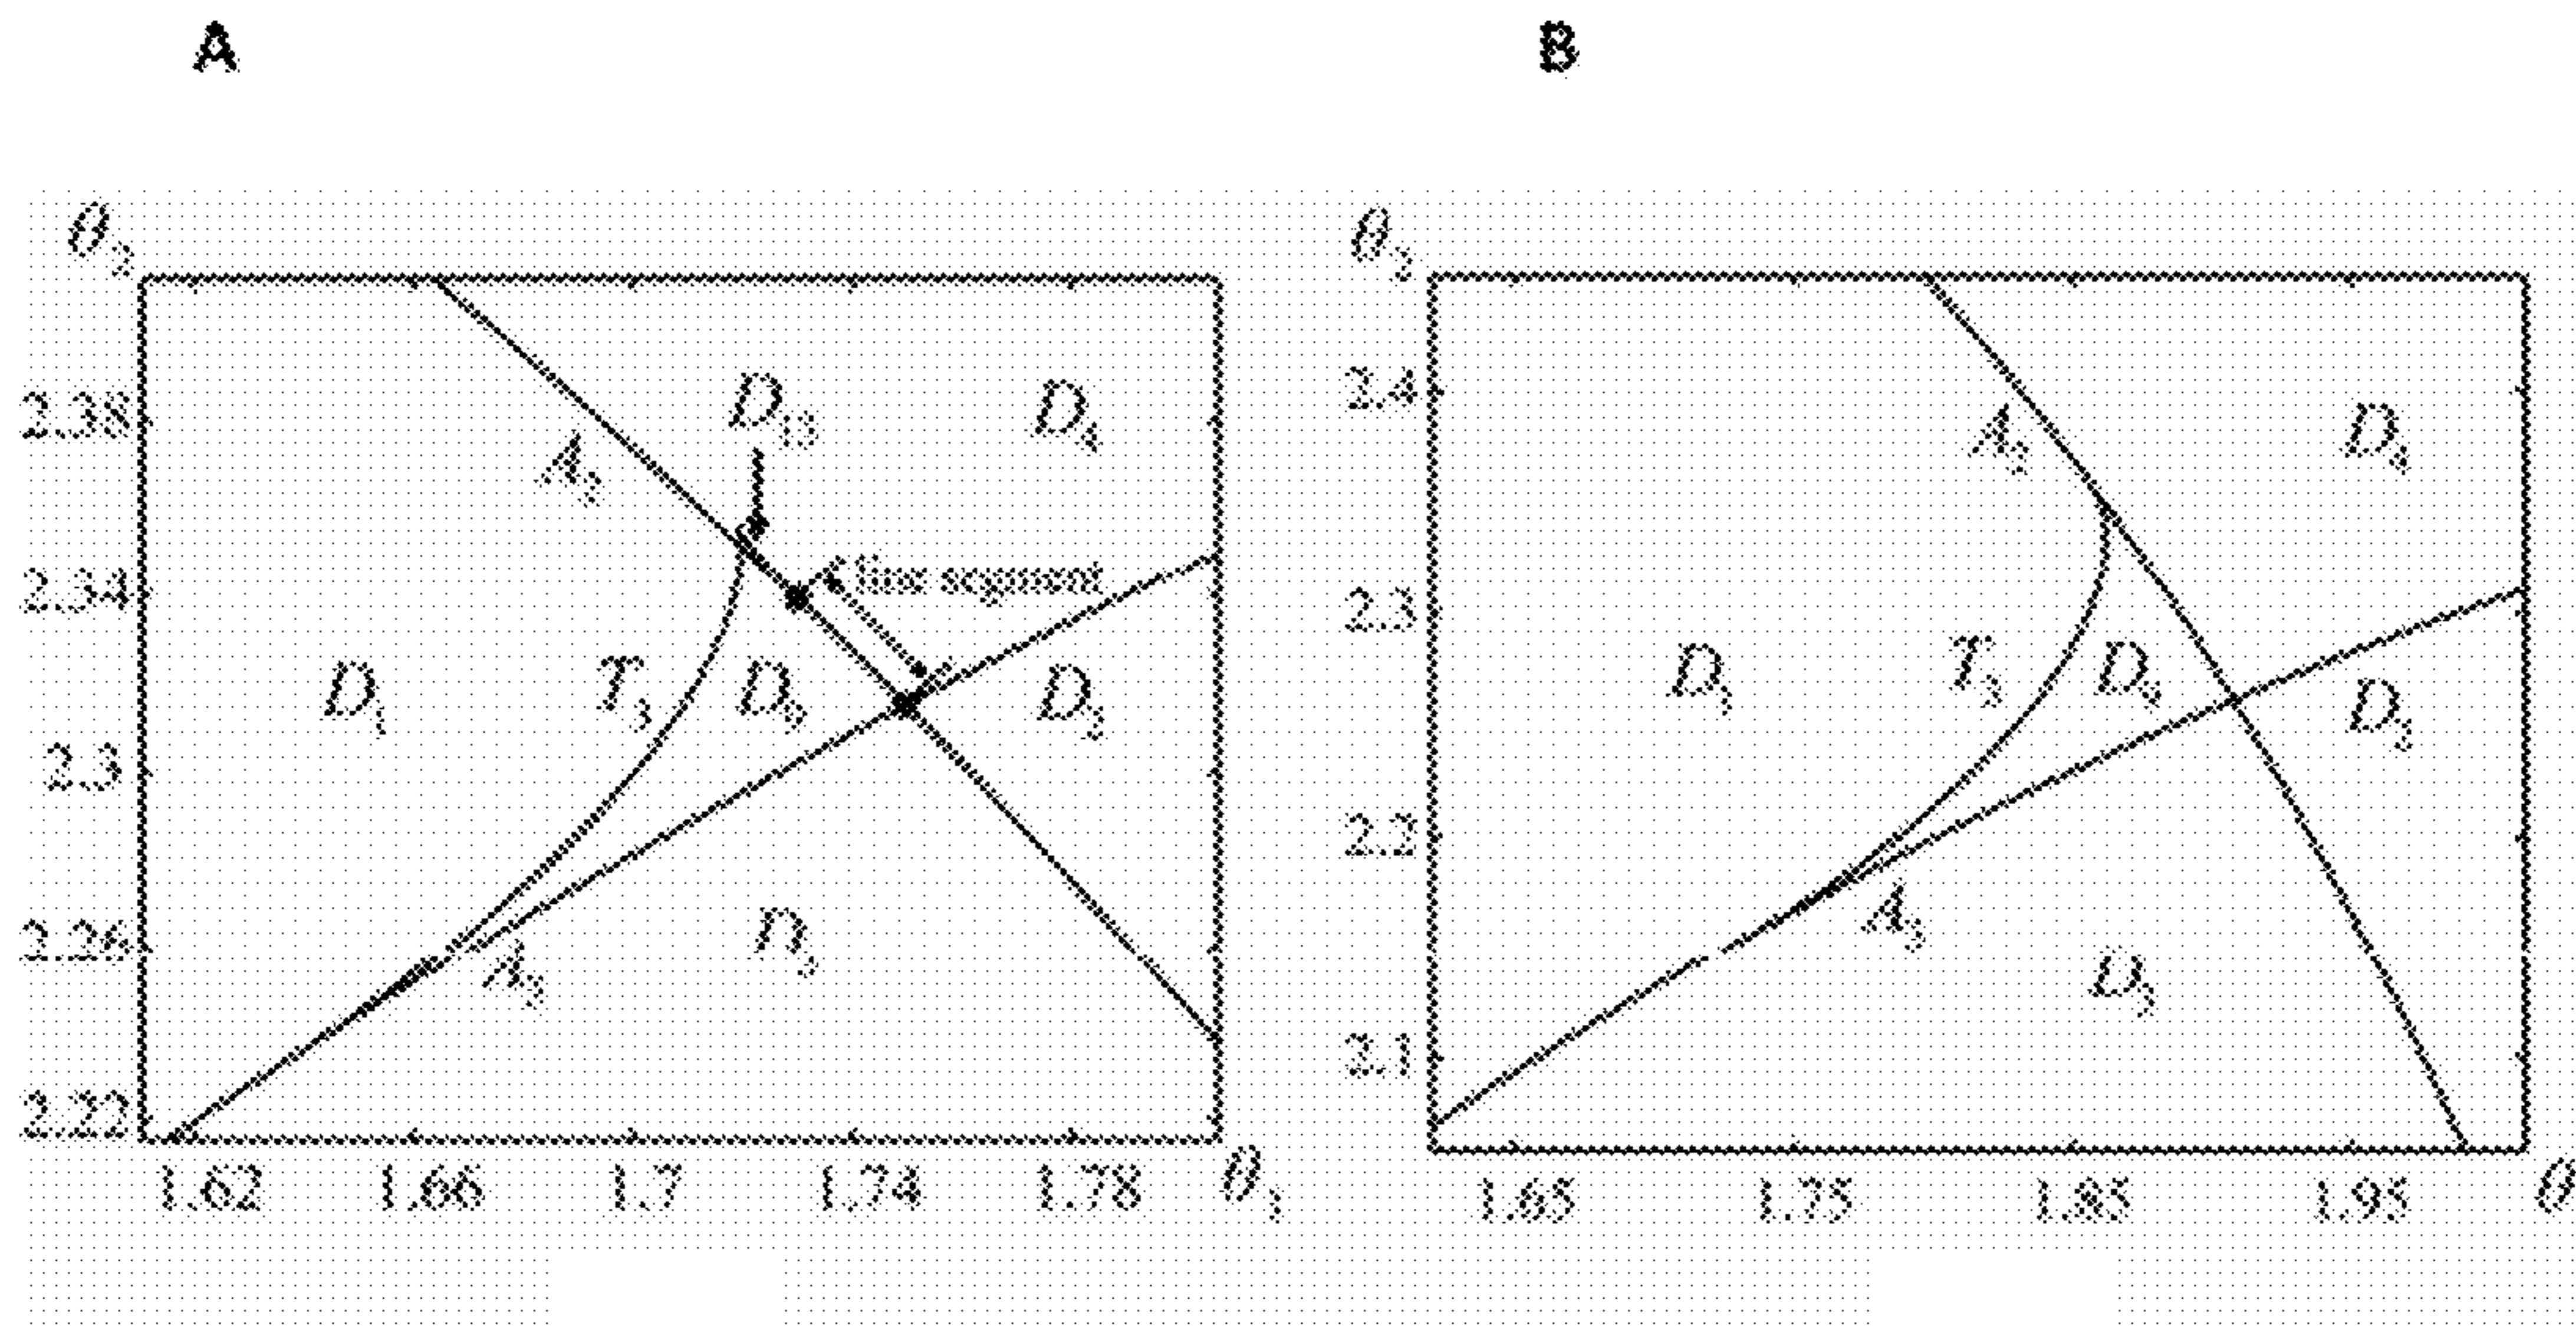 A
B
θ₂
2.38
2.34
2.3
2.26
2.22
A₂
D₁₃
D₄
line segment
D₁
T₃
D₉
D₂
A₃
D₃
1.62 1.66 1.7 1.74 1.78 θ₁
θ₂
2.4
2.3
2.2
2.1
A₂
D₄
D₁
T₃
D₉
D₂
A₃
D₃
1.65 1.75 1.85 1.95 θ